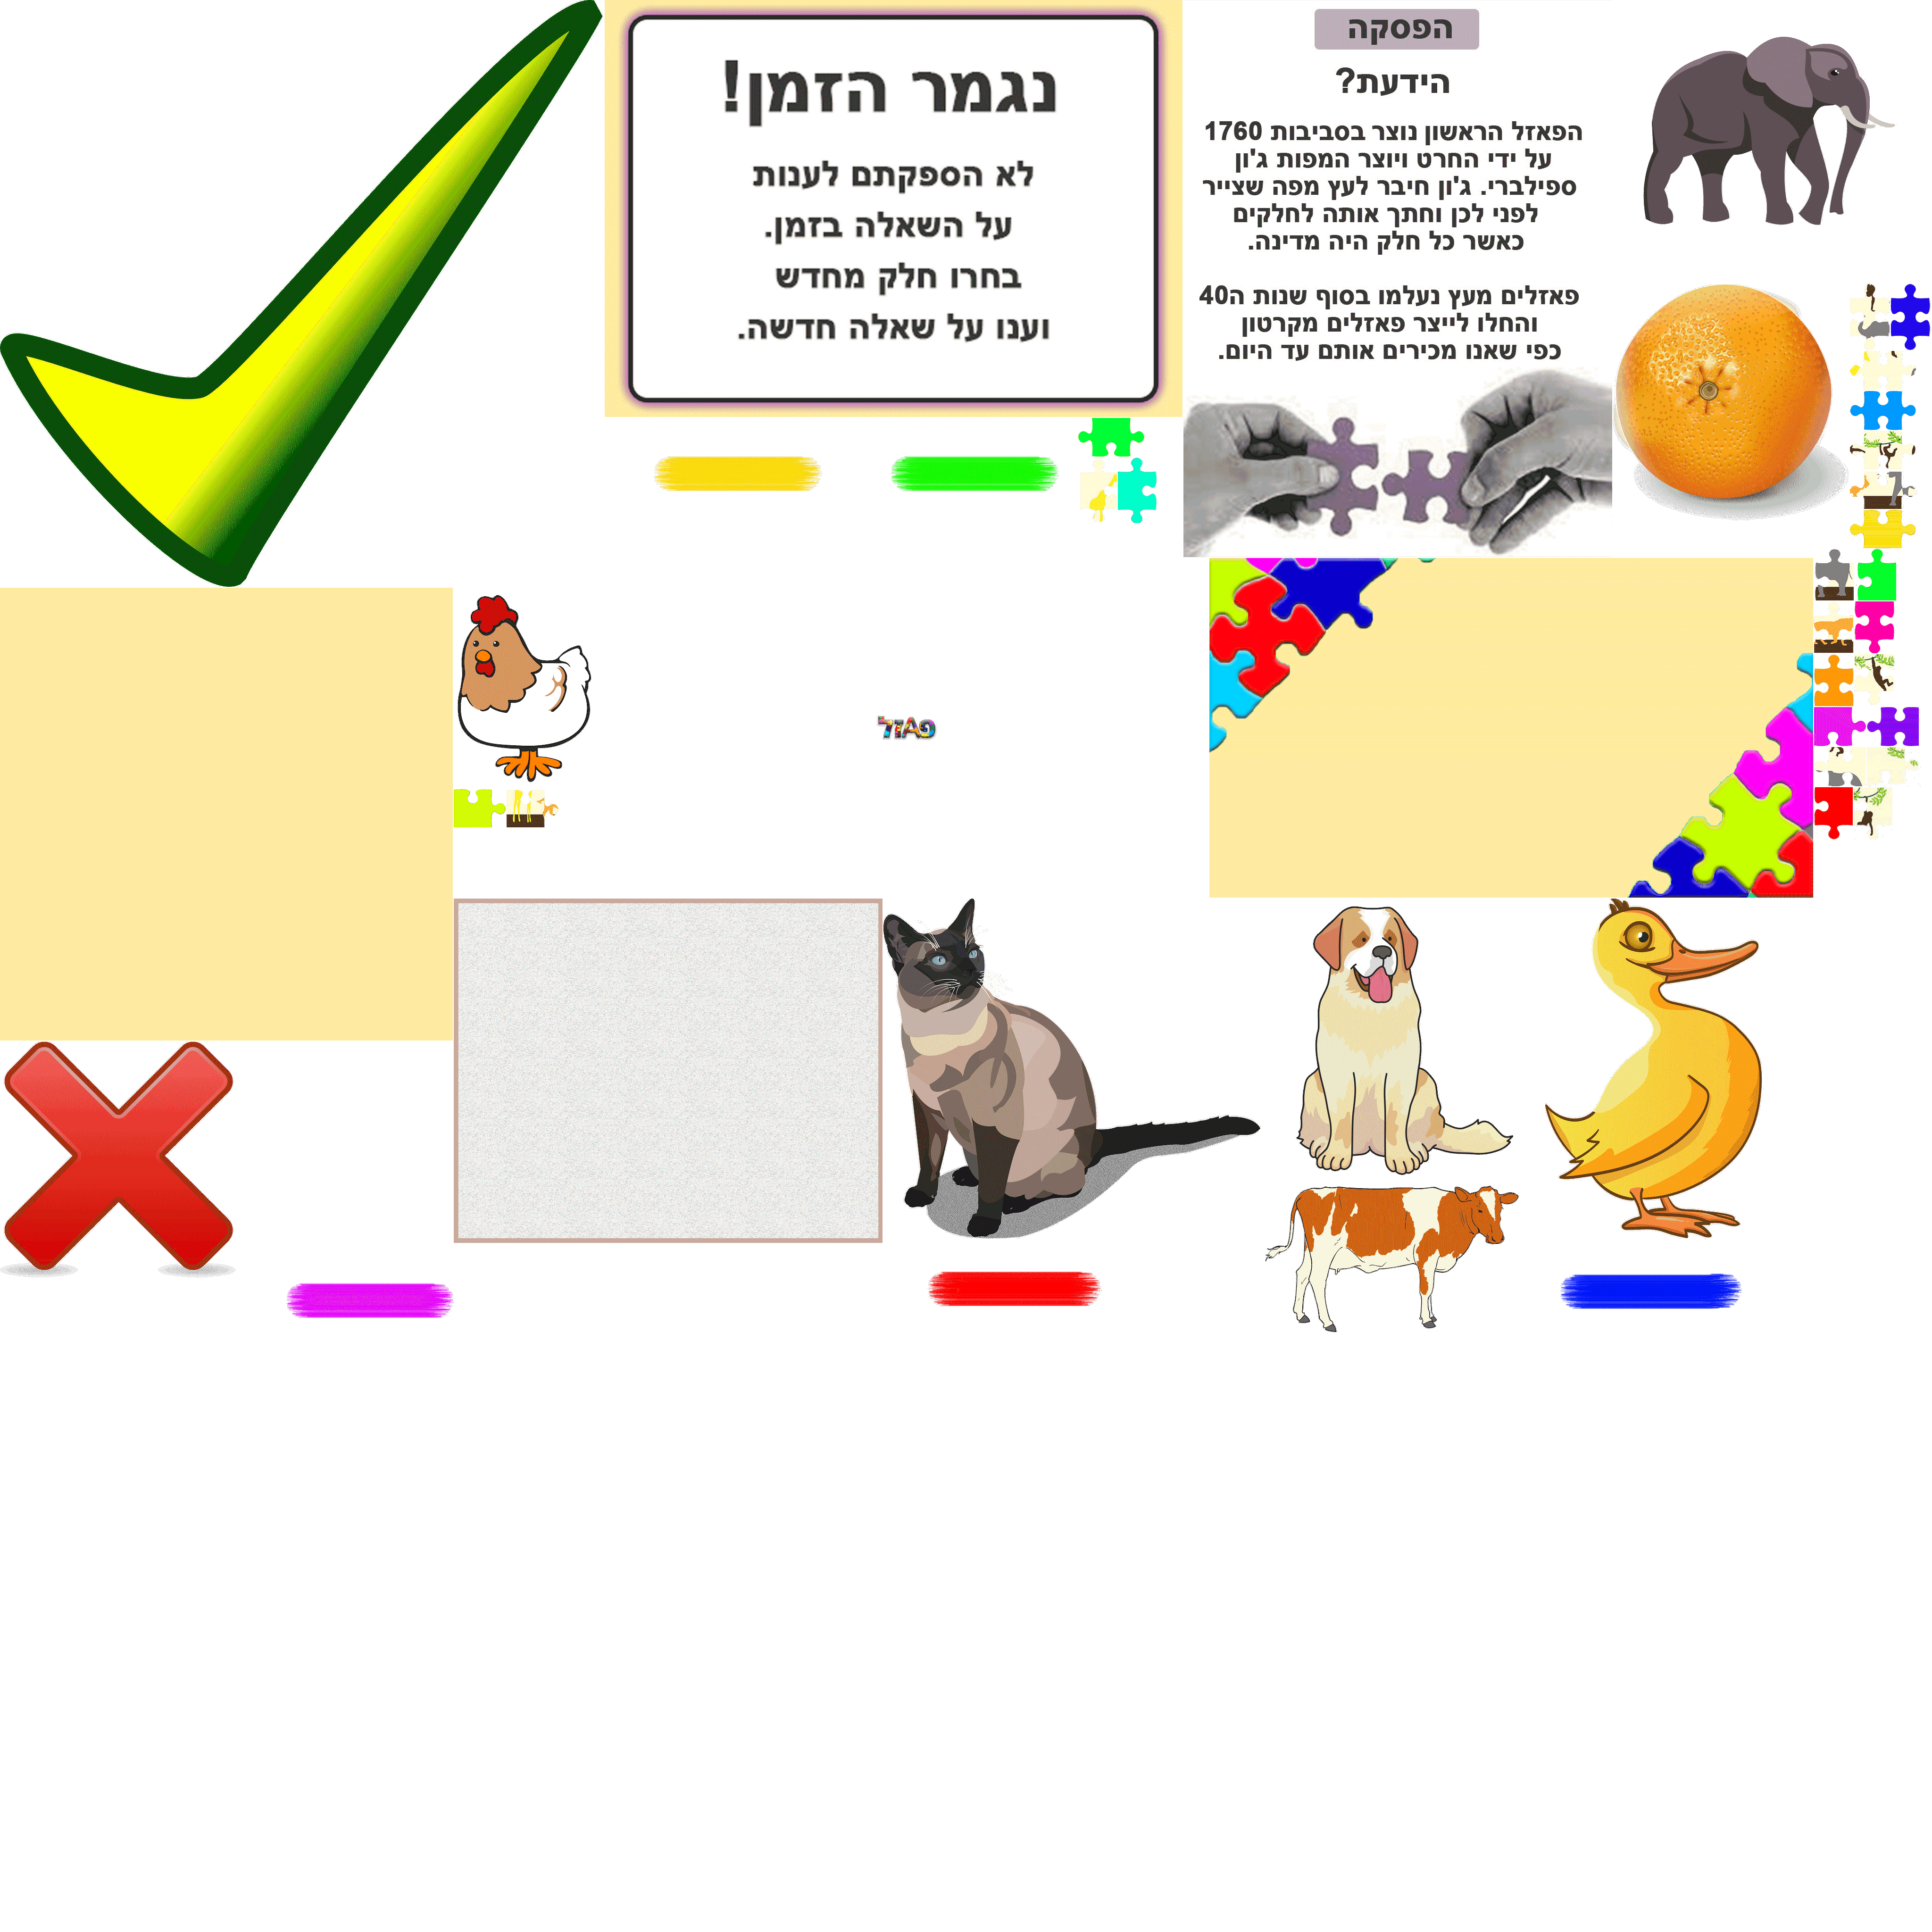 נגמר הזמן!
לא הספקתם לענות
על השאלה בזמן.
בחרו חלק מחדש
וענו על שאלה חדשה.
הפסקה
הידעת?
הפאזל הראשון נוצר בסביבות 1760
על ידי החרט ויוצר המפות ג'ון
ספילברי. ג'ון חיבר לעץ מפה שצייר
לפני לכן וחתך אותה לחלקים
כאשר כל חלק היה מדינה.
פאזלים מעץ נעלמו בסוף שנות ה40
והחלו לייצר פאזלים מקרטון
כפי שאנו מכירים אותם עד היום.
פAזל